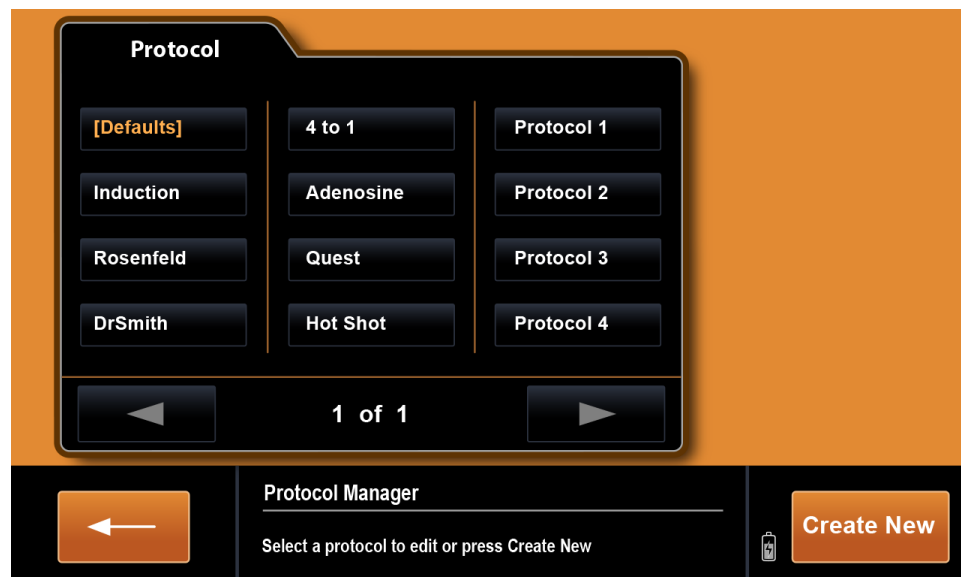 Protocol
[Defaults]
Induction
Rosenfeld
DrSmith
4 to 1
Adenosine
Quest
Hot Shot
Protocol 1
Protocol 2
Protocol 3
Protocol 4
1 of 1
Protocol Manager
Select a protocol to edit or press Create New
Create New